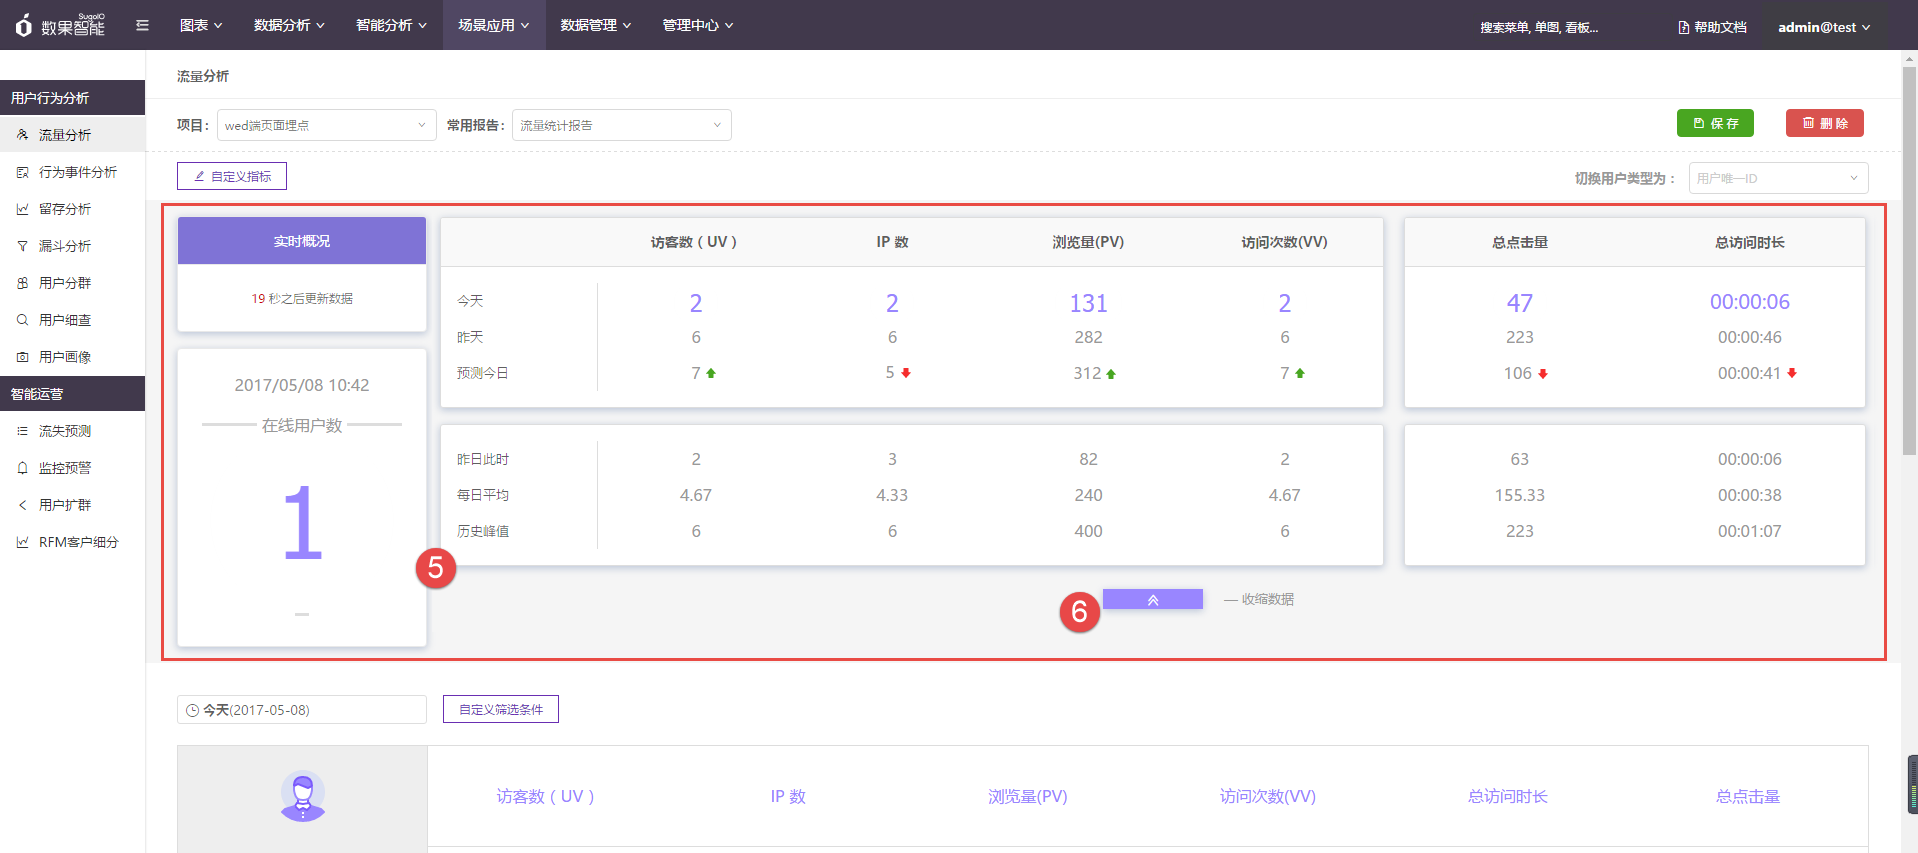 SugoIO
数果智能
图表
数据分析
智能分析
场景应用
数据管理
管理中心
搜索菜单, 单图, 看板...
帮助文档
admin@test
用户行为分析
流量分析
行为事件分析
留存分析
漏斗分析
用户分群
用户细查
用户画像
智能运营
流失预测
监控预警
用户扩群
RFM客户细分
流量分析
项目： wed端页面埋点 常用报告： 流量统计报告
保 存 删 除
自定义指标
切换用户类型为： 用户唯一ID
实时概况
19 秒之后更新数据
2017/05/08 10:42
在线用户数
1
5
访客数（UV） IP 数 浏览量(PV) 访问次数(VV) 总点击量 总访问时长
今天 2 2 131 2 47 00:00:06
昨天 6 6 282 6 223 00:00:46
预测今日 7 5 312 7 106 00:00:41
昨日此时 2 3 82 2 63 00:00:06
每日平均 4.67 4.33 240 4.67 155.33 00:00:38
历史峰值 6 6 400 6 223 00:01:07
6
— 收缩数据
今天(2017-05-08) 自定义筛选条件
访客数（UV） IP 数 浏览量(PV) 访问次数(VV) 总访问时长 总点击量